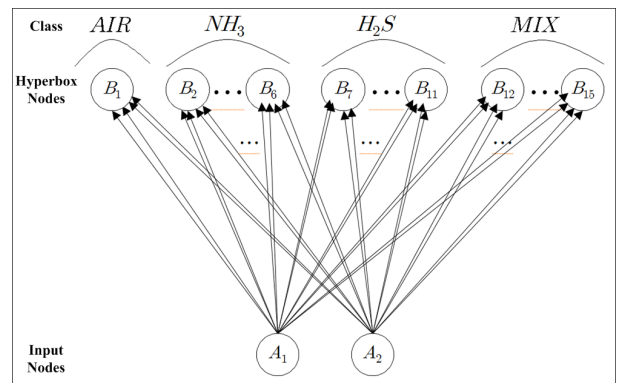 Class AIR NH₃ H₂S MIX
Hyperbox Nodes B₁ B₂ ••• B₆ B₇ ••• B₁₁ B₁₂ ••• B₁₅
••• ••• •••
Input Nodes A₁ A₂